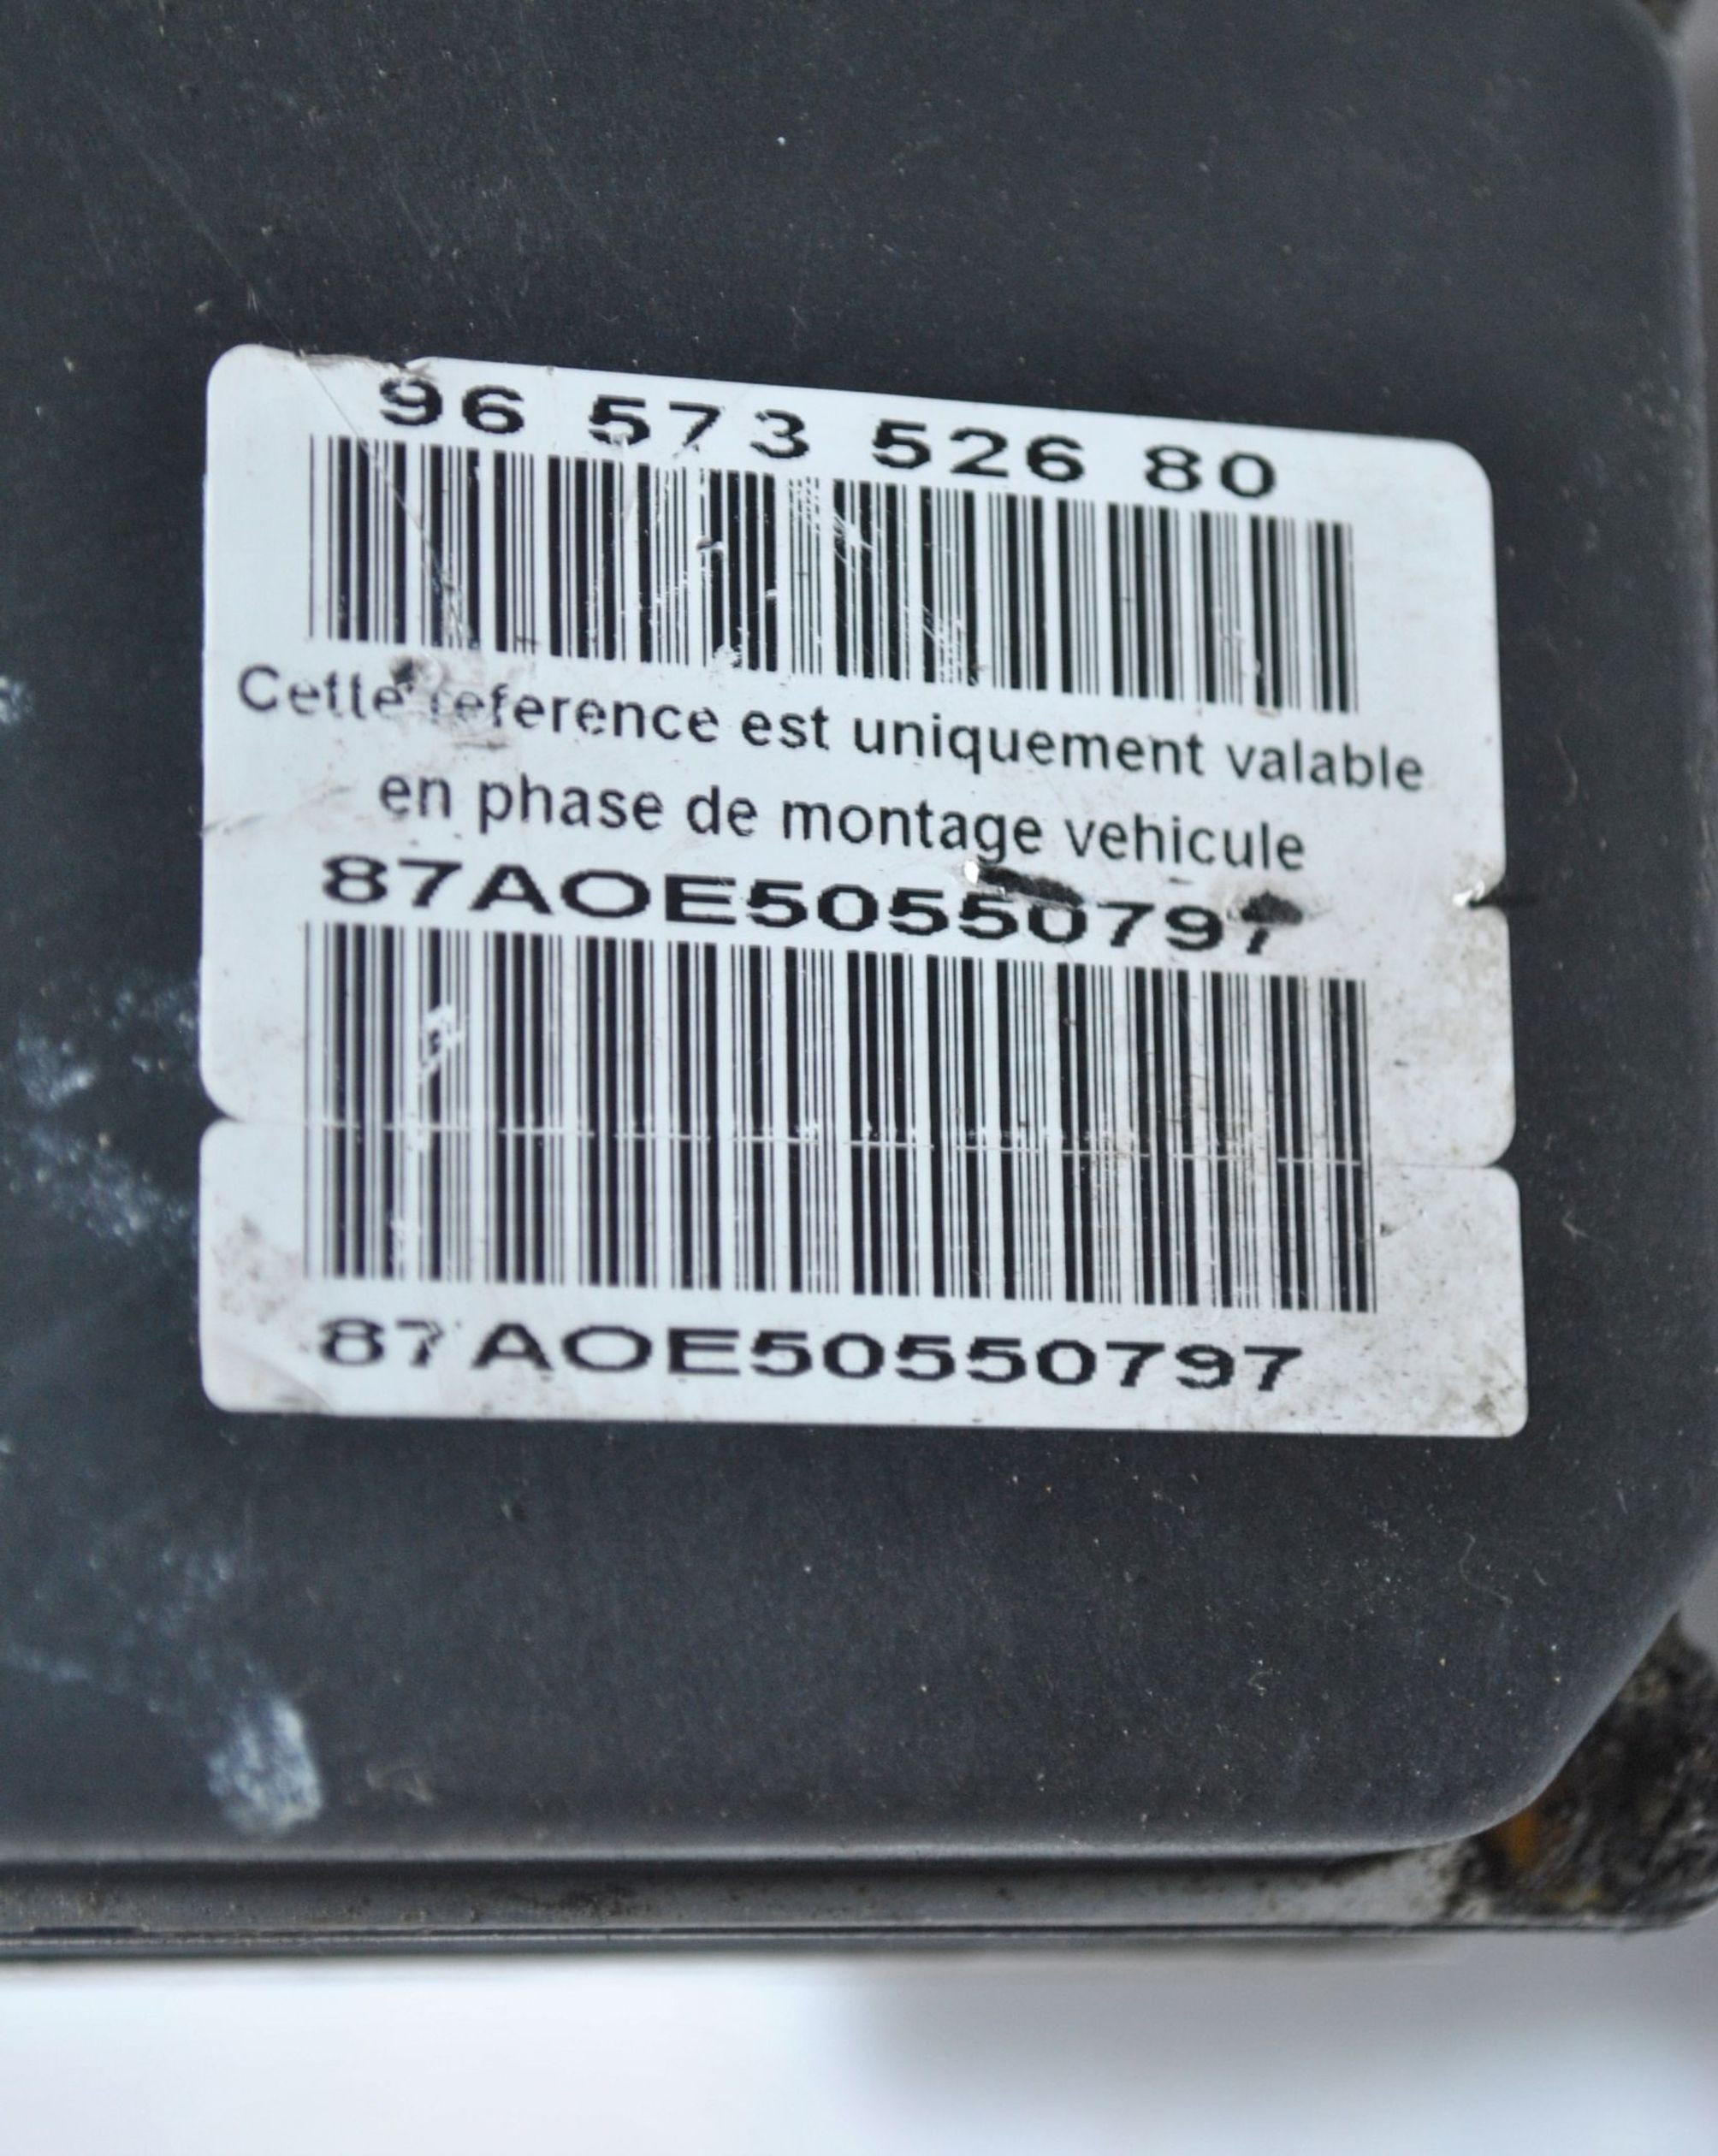 96 573 526 80
Cette reference est uniquement valable
en phase de montage vehicule
87AOE50550797
87AOE50550797